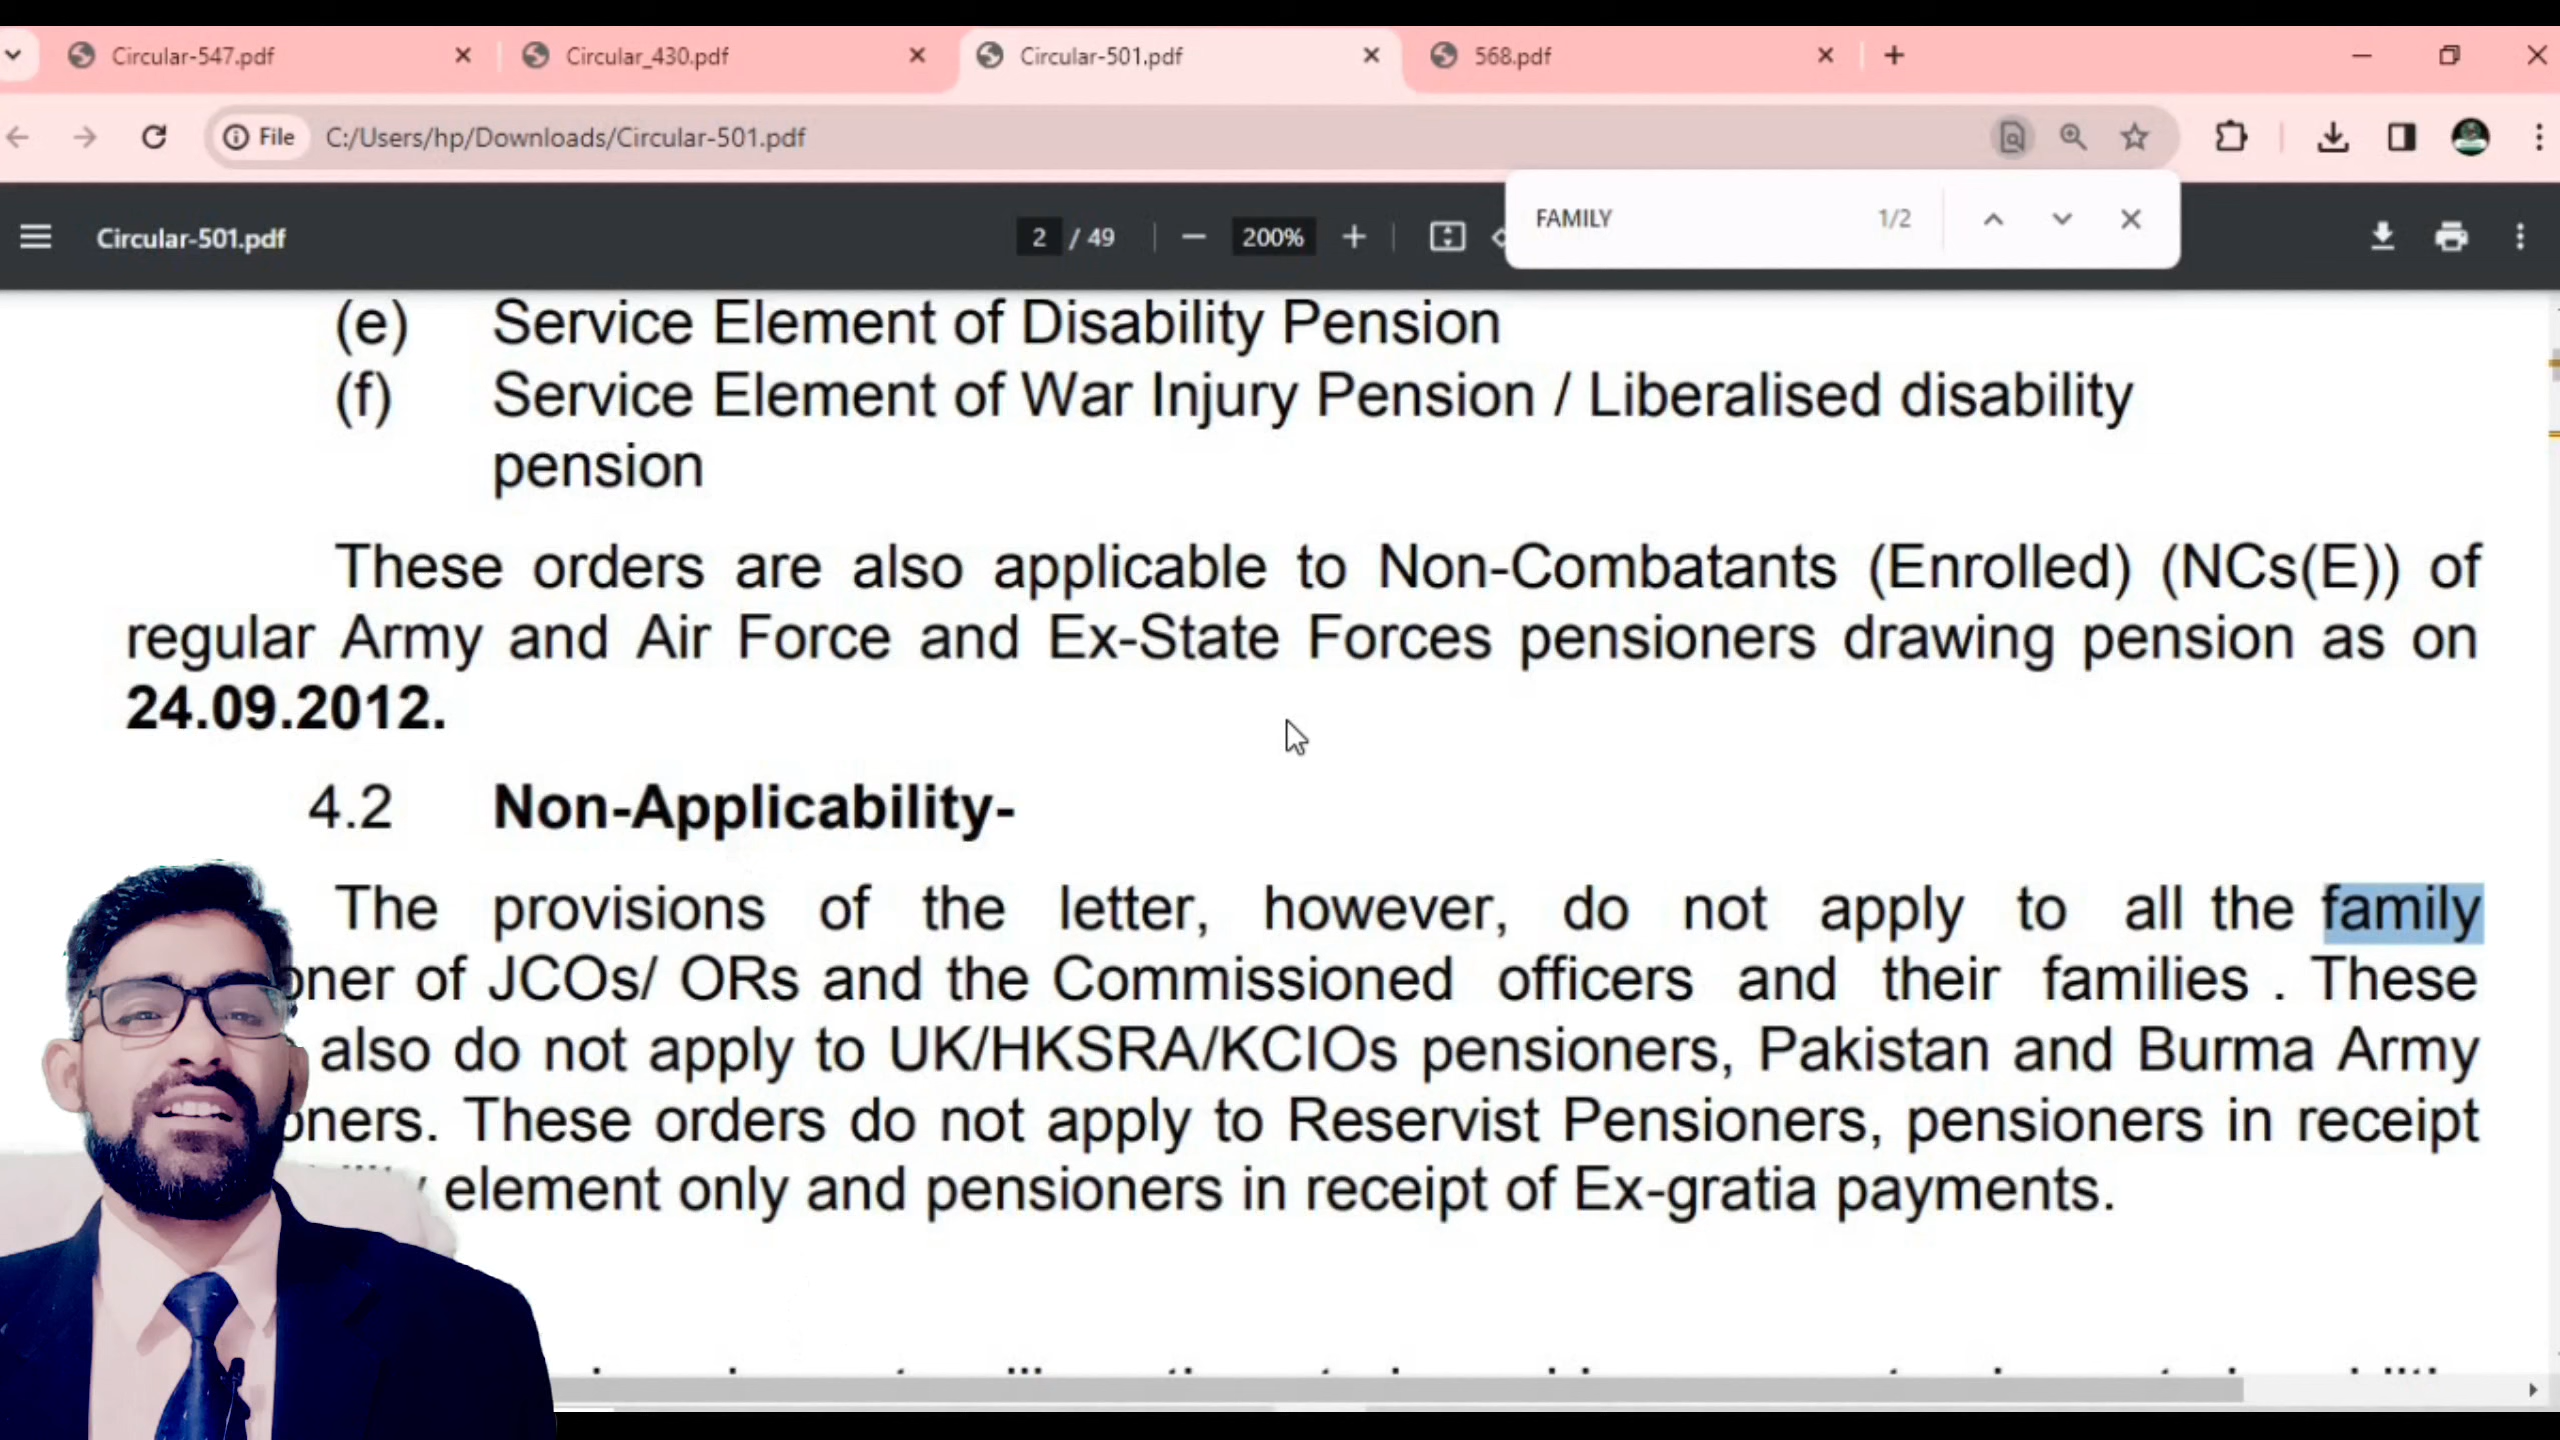 Circular-547.pdf
Circular_430.pdf
Circular-501.pdf
568.pdf
File
C:/Users/hp/Downloads/Circular-501.pdf
Circular-501.pdf
2 / 49
200%
FAMILY
1/2
(e) Service Element of Disability Pension
(f) Service Element of War Injury Pension / Liberalised disability
pension
These orders are also applicable to Non-Combatants (Enrolled) (NCs(E)) of
regular Army and Air Force and Ex-State Forces pensioners drawing pension as on
24.09.2012.
4.2 Non-Applicability-
The provisions of the letter, however, do not apply to all the family
oner of JCOs/ ORs and the Commissioned officers and their families . These
also do not apply to UK/HKSRA/KCIOs pensioners, Pakistan and Burma Army
oners. These orders do not apply to Reservist Pensioners, pensioners in receipt
element only and pensioners in receipt of Ex-gratia payments.